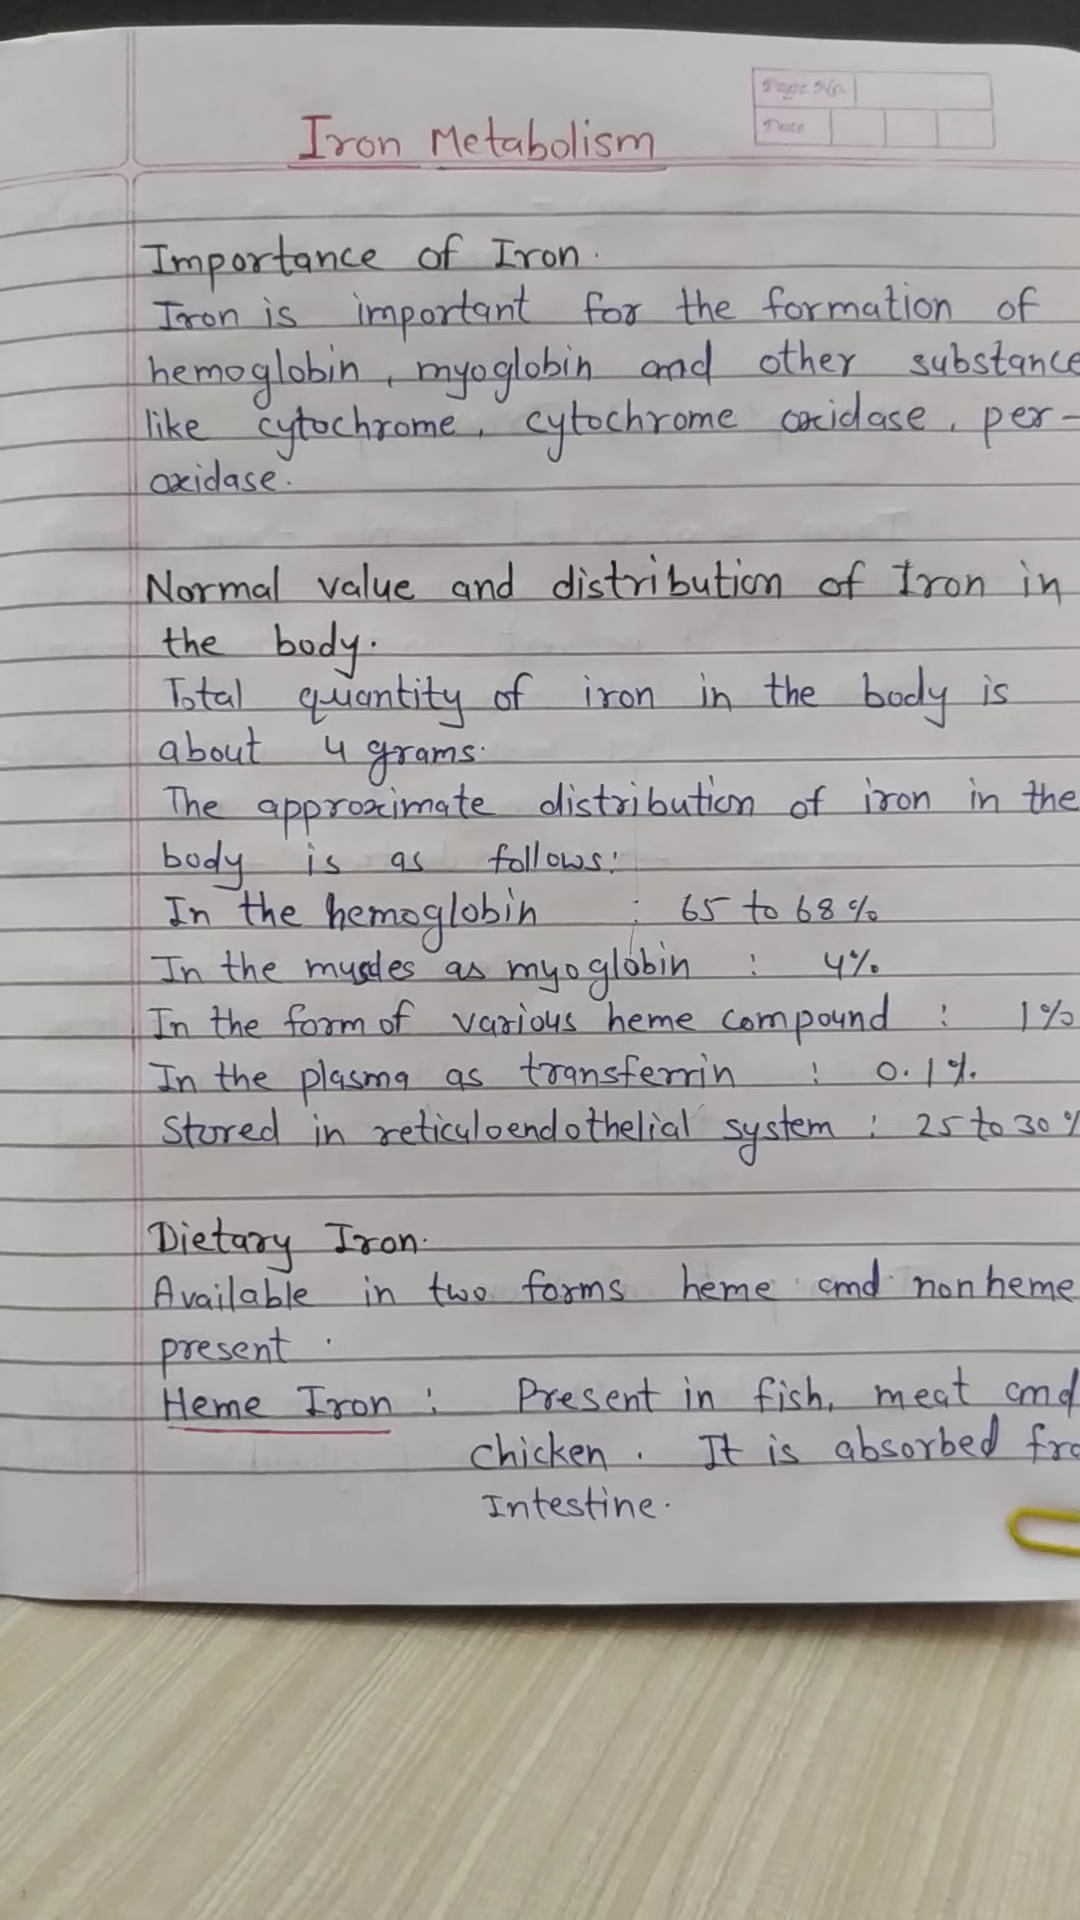 Page No.
Date
Iron Metabolism
Importance of Iron.
Iron is important for the formation of
hemoglobin, myoglobin and other substance
like cytochrome, cytochrome oxidase, per-
oxidase.
Normal value and distribution of Iron in
the body.
Total quantity of iron in the body is
about 4 grams.
The approximate distribution of iron in the
body is as follows:
In the hemoglobin : 65 to 68%
In the muscles as myoglobin : 4%
In the form of various heme compound : 1%
In the plasma as transferrin : 0.1%.
Stored in reticuloendothelial system : 25 to 30%
Dietary Iron.
Available in two forms heme and nonheme
present.
Heme Iron : Present in fish, meat and
chicken. It is absorbed fro
Intestine.